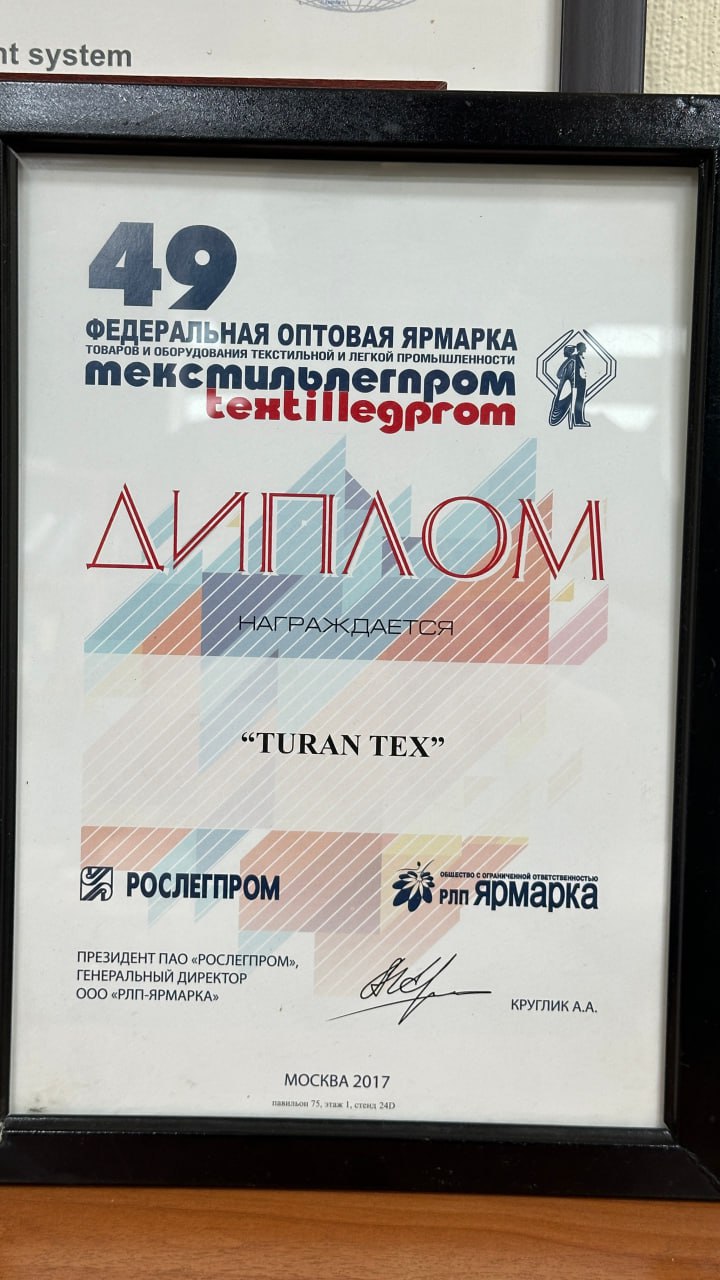 nt system
49
ФЕДЕРАЛЬНАЯ ОПТОВАЯ ЯРМАРКА
ТОВАРОВ И ОБОРУДОВАНИЯ ТЕКСТИЛЬНОЙ И ЛЕГКОЙ ПРОМЫШЛЕННОСТИ
текстильлегпром
textillegprom
ДИПЛОМ
НАГРАЖДАЕТСЯ
“TURAN TEX”
РОСЛЕГПРОМ
ОБЩЕСТВО С ОГРАНИЧЕННОЙ ОТВЕТСТВЕННОСТЬЮ
РЛП ЯРМАРКА
ПРЕЗИДЕНТ ПАО «РОСЛЕГПРОМ»,
ГЕНЕРАЛЬНЫЙ ДИРЕКТОР
ООО «РЛП-ЯРМАРКА»
КРУГЛИК А.А.
МОСКВА 2017
павильон 75, этаж 1, стенд 24D